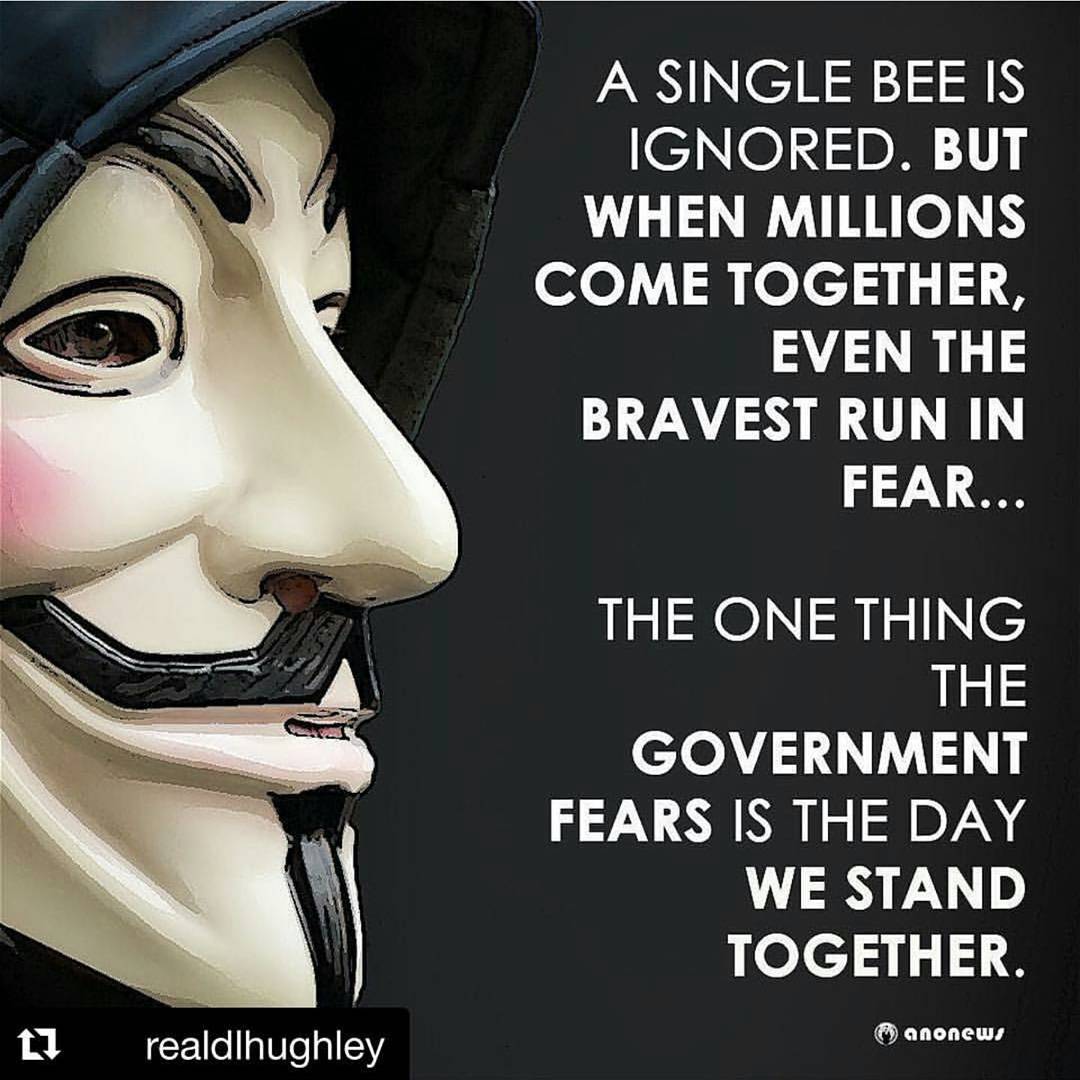 A SINGLE BEE IS
IGNORED. BUT
WHEN MILLIONS
COME TOGETHER,
EVEN THE
BRAVEST RUN IN
FEAR...
THE ONE THING
THE
GOVERNMENT
FEARS IS THE DAY
WE STAND
TOGETHER.
anonews
realdlhughley